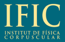 IFIC
INSTITUT DE FÍSICA
CORPUSCULAR